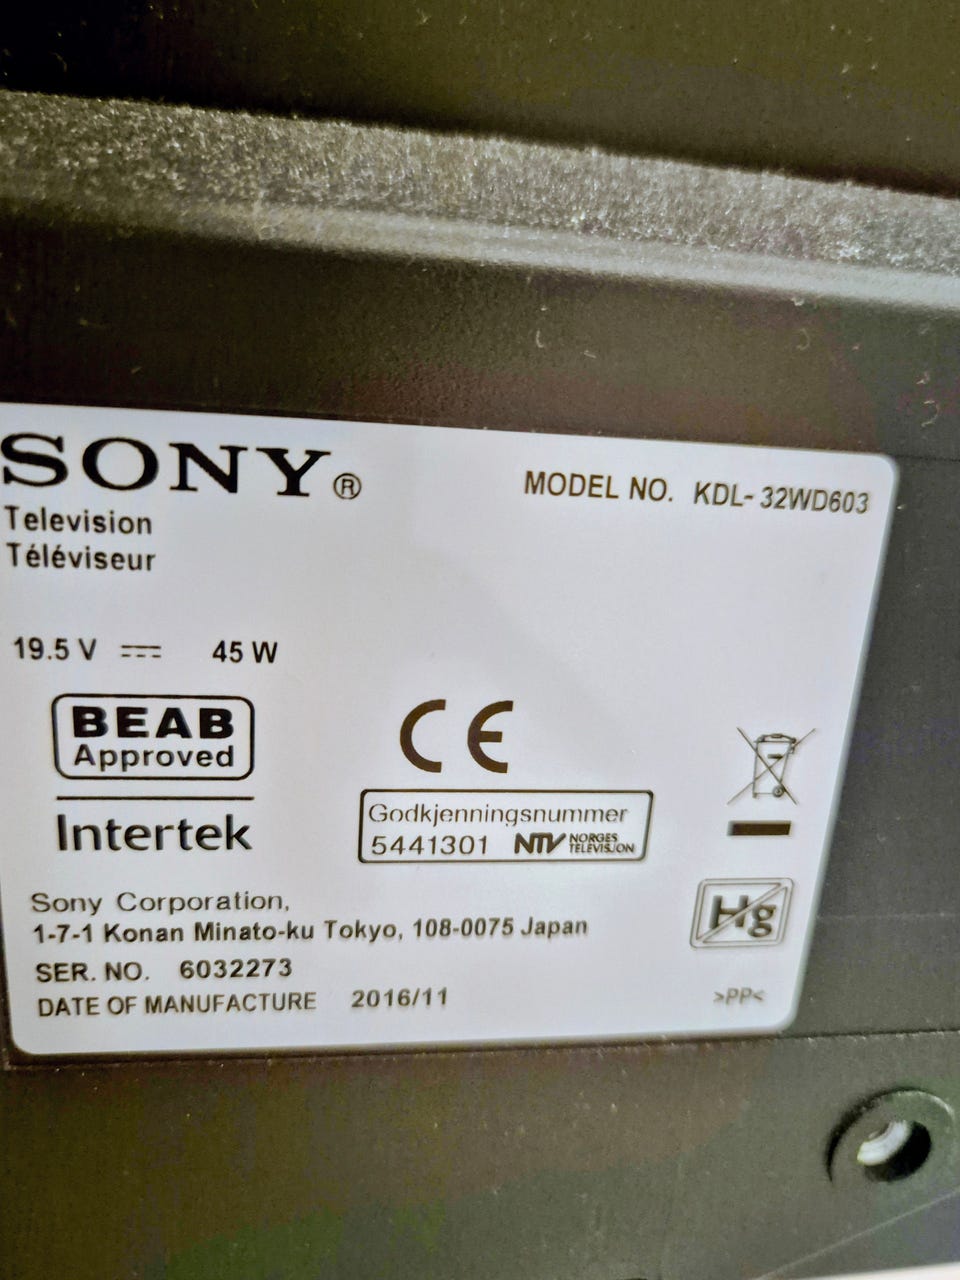 SONY®
MODEL NO. KDL-32WD603
Television
Téléviseur
19.5 V 45 W
BEAB
Approved
Intertek
CE
Godkjenningsnummer
5441301 NTV NORGES TELEVISJON
Hg
Sony Corporation,
1-7-1 Konan Minato-ku Tokyo, 108-0075 Japan
SER. NO. 6032273
DATE OF MANUFACTURE 2016/11
>PP<